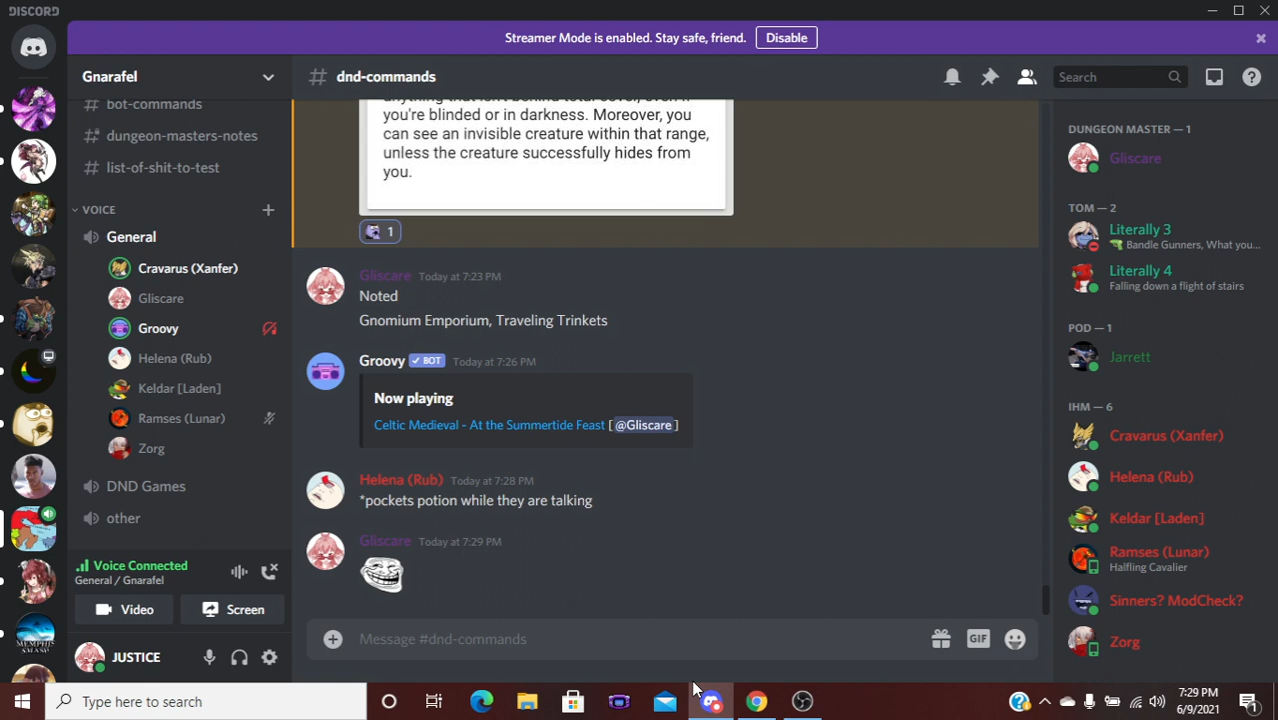 DISCORD
Streamer Mode is enabled. Stay safe, friend.
Disable
Gnarafel
bot-commands
dungeon-masters-notes
list-of-shit-to-test
VOICE
General
Cravarus (Xanfer)
Gliscare
Groovy
Helena (Rub)
Keldar [Laden]
Ramses (Lunar)
Zorg
DND Games
other
Voice Connected
General / Gnarafel
Video
Screen
JUSTICE
dnd-commands
Search
you're blinded or in darkness. Moreover, you
can see an invisible creature within that range,
unless the creature successfully hides from
you.
1
Gliscare Today at 7:23 PM
Noted
Gnomium Emporium, Traveling Trinkets
Groovy BOT Today at 7:26 PM
Now playing
Celtic Medieval - At the Summertide Feast [ @Gliscare ]
Helena (Rub) Today at 7:28 PM
*pockets potion while they are talking
Gliscare Today at 7:29 PM
Message #dnd-commands
GIF
DUNGEON MASTER — 1
Gliscare
TOM — 2
Literally 3
Bandle Gunners, What you...
Literally 4
Falling down a flight of stairs
POD — 1
Jarrett
IHM — 6
Cravarus (Xanfer)
Helena (Rub)
Keldar [Laden]
Ramses (Lunar)
Halfling Cavalier
Sinners? ModCheck?
Zorg
Type here to search
7:29 PM
6/9/2021
1